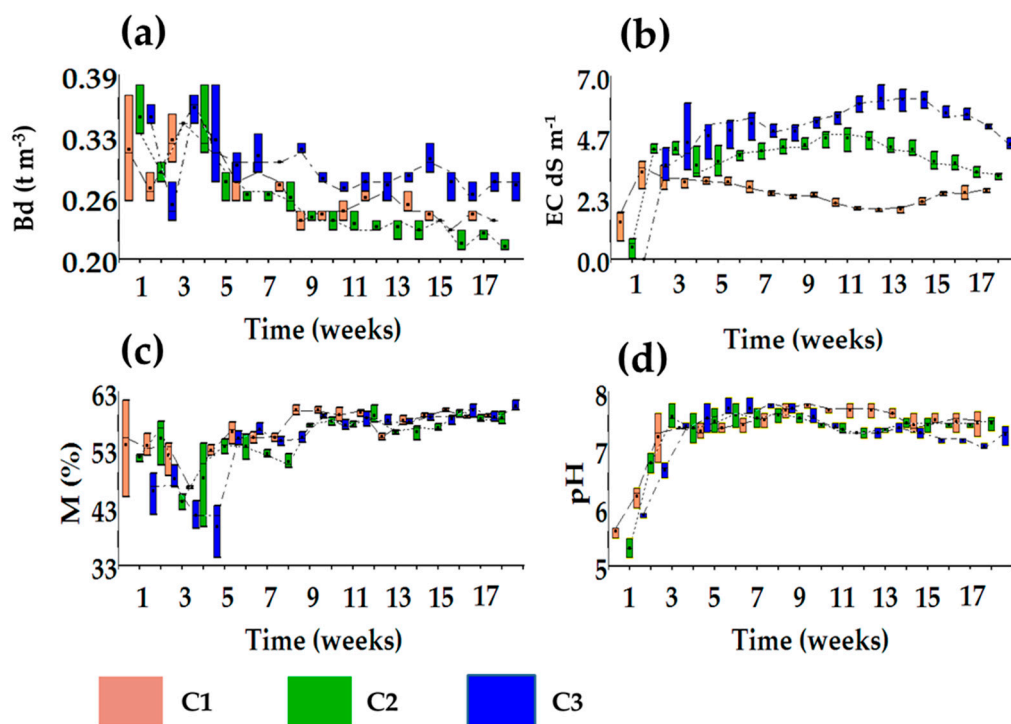 (a)
0.39
0.33
0.26
0.20
Bd (t m⁻³)
1 3 5 7 9 11 13 15 17
Time (weeks)
(b)
7.0
4.7
2.3
0.0
EC dS m⁻¹
1 3 5 7 9 11 13 15 17
Time (weeks)
(c)
63
53
43
33
M (%)
1 3 5 7 9 11 13 15 17
Time (weeks)
(d)
8
7
6
5
pH
1 3 5 7 9 11 13 15 17
Time (weeks)
C1 C2 C3